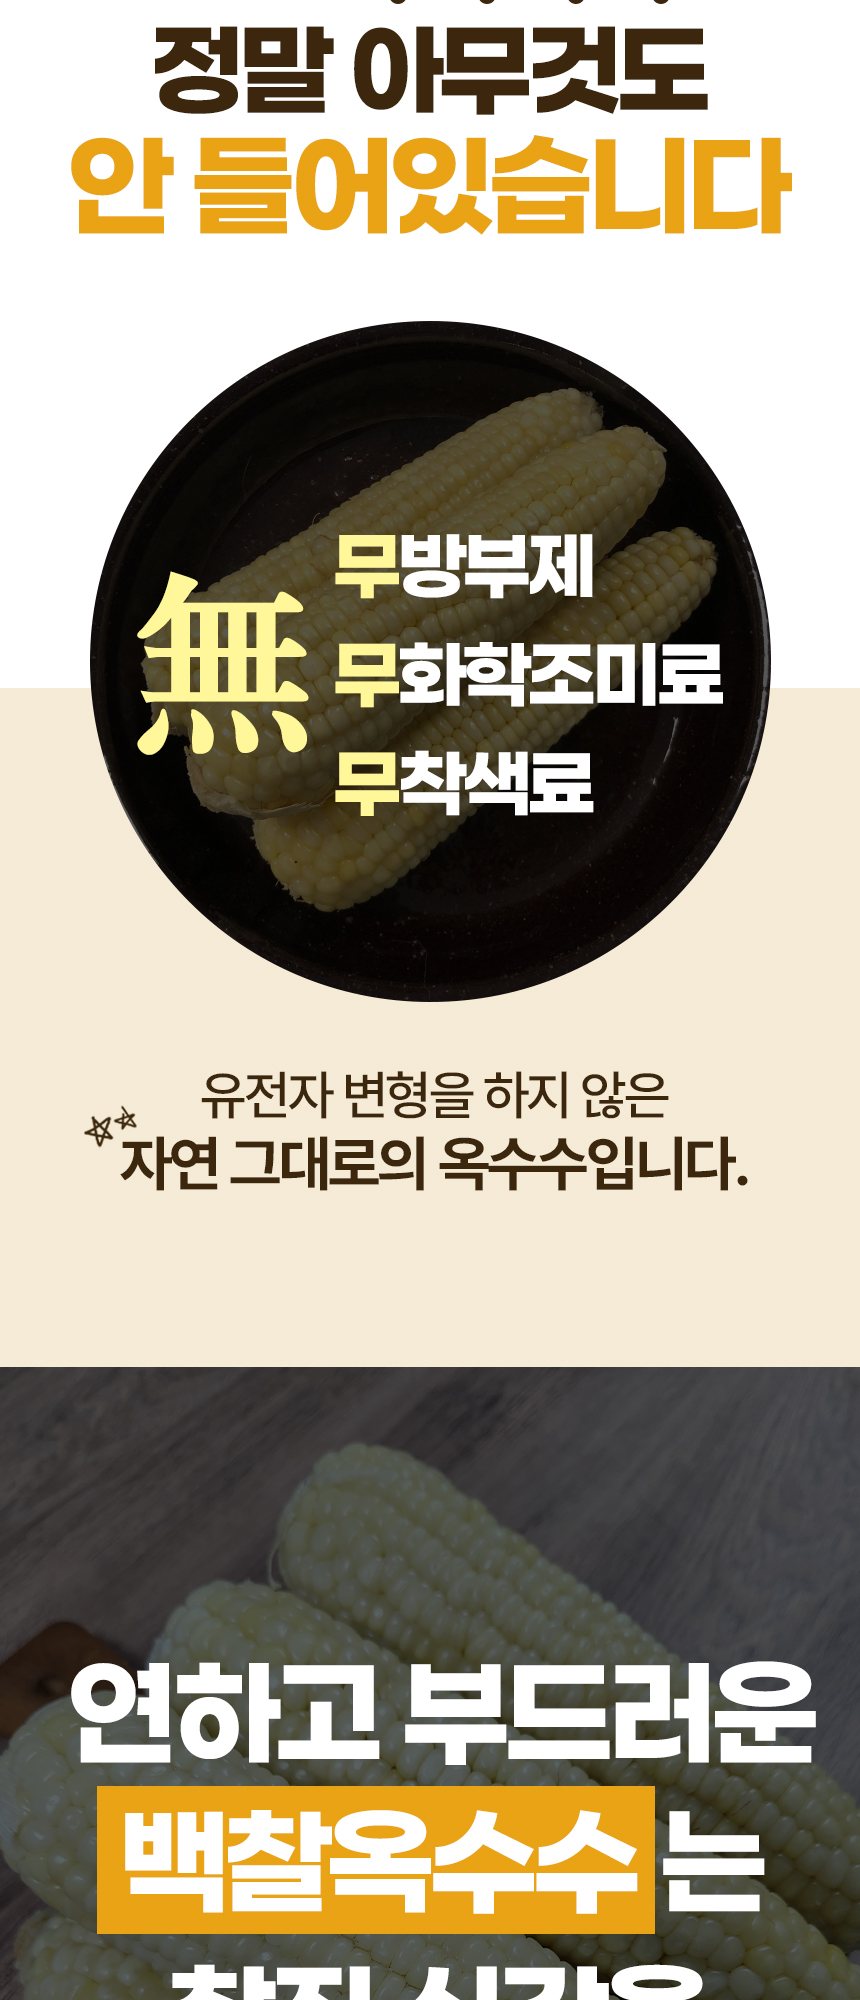 정말 아무것도
안 들어있습니다
無
무방부제
무화학조미료
무착색료
유전자 변형을 하지 않은
자연 그대로의 옥수수입니다.
연하고 부드러운
백찰옥수수는